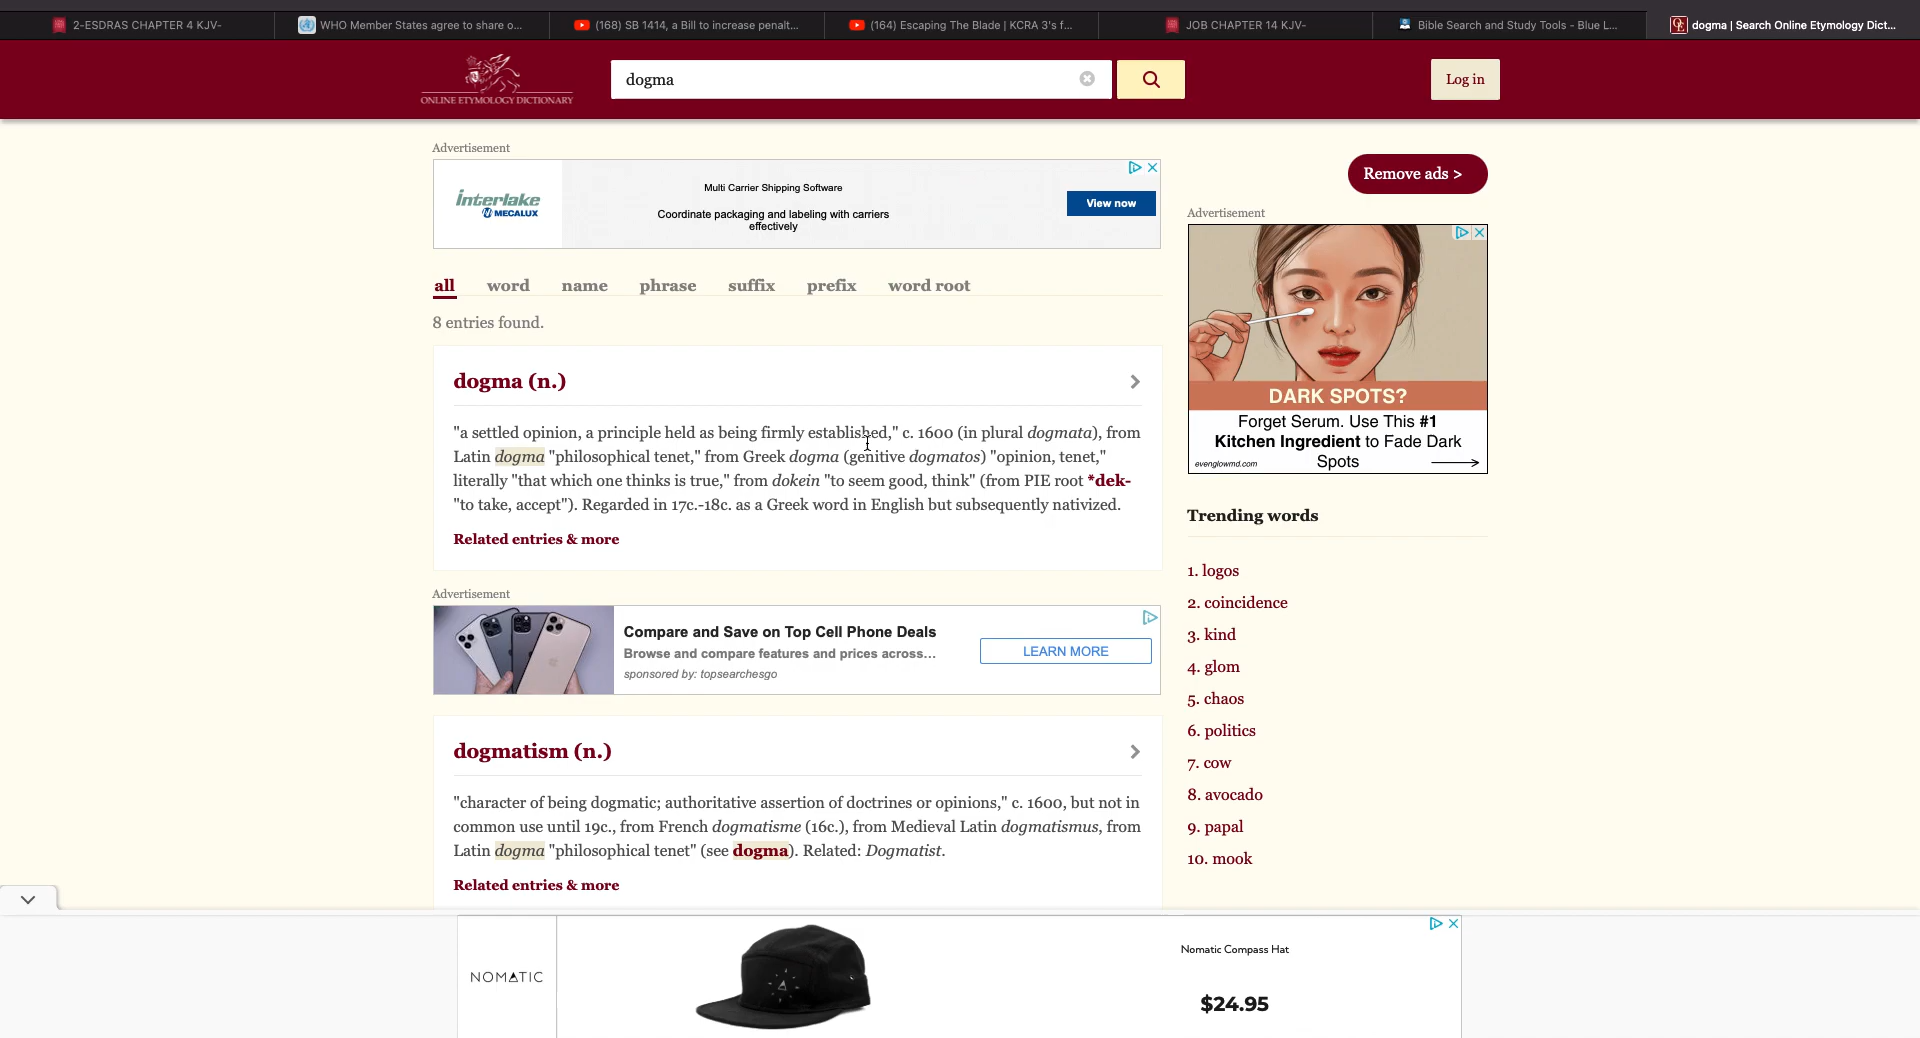 2-ESDRAS CHAPTER 4 KJV-
WHO Member States agree to share o...
(168) SB 1414, a Bill to increase penalt...
(164) Escaping The Blade | KCRA 3's f...
JOB CHAPTER 14 KJV-
Bible Search and Study Tools - Blue L...
dogma | Search Online Etymology Dict...
ONLINE ETYMOLOGY DICTIONARY
dogma
Log in
Advertisement
interlake
MECALUX
Multi Carrier Shipping Software
Coordinate packaging and labeling with carriers
effectively
View now
Remove ads >
Advertisement
DARK SPOTS?
Forget Serum. Use This #1
Kitchen Ingredient to Fade Dark
Spots
evenglowmd.com
all word name phrase suffix prefix word root
8 entries found.
dogma (n.)
"a settled opinion, a principle held as being firmly established," c. 1600 (in plural dogmata), from
Latin dogma "philosophical tenet," from Greek dogma (genitive dogmatos) "opinion, tenet,"
literally "that which one thinks is true," from dokein "to seem good, think" (from PIE root *dek-
"to take, accept"). Regarded in 17c.-18c. as a Greek word in English but subsequently nativized.
Related entries & more
Trending words
1. logos
2. coincidence
3. kind
4. glom
5. chaos
6. politics
7. cow
8. avocado
9. papal
10. mook
Advertisement
Compare and Save on Top Cell Phone Deals
Browse and compare features and prices across...
sponsored by: topsearchesgo
LEARN MORE
dogmatism (n.)
"character of being dogmatic; authoritative assertion of doctrines or opinions," c. 1600, but not in
common use until 19c., from French dogmatisme (16c.), from Medieval Latin dogmatismus, from
Latin dogma "philosophical tenet" (see dogma). Related: Dogmatist.
Related entries & more
NOMATIC
Nomatic Compass Hat
$24.95